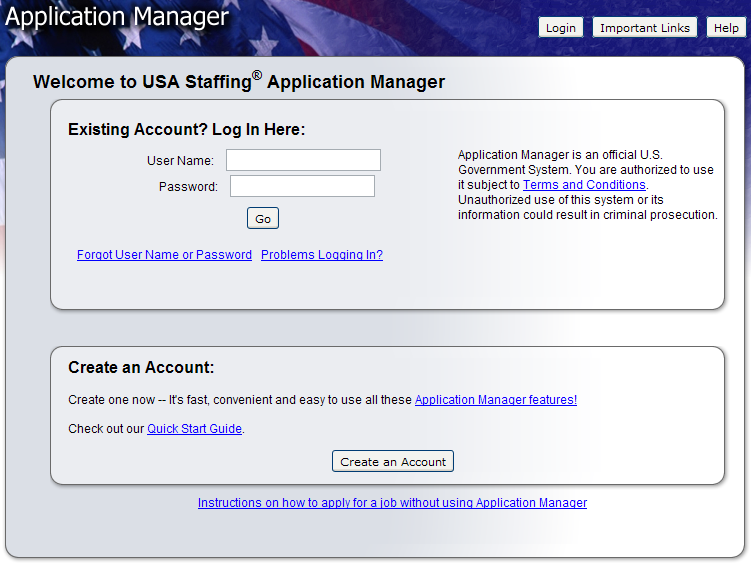 Application Manager
Login
Important Links
Help
Welcome to USA Staffing® Application Manager
Existing Account? Log In Here:
User Name:
Password:
Go
Forgot User Name or Password
Problems Logging In?
Application Manager is an official U.S.
Government System. You are authorized to use
it subject to Terms and Conditions.
Unauthorized use of this system or its
information could result in criminal prosecution.
Create an Account:
Create one now -- It's fast, convenient and easy to use all these Application Manager features!
Check out our Quick Start Guide.
Create an Account
Instructions on how to apply for a job without using Application Manager